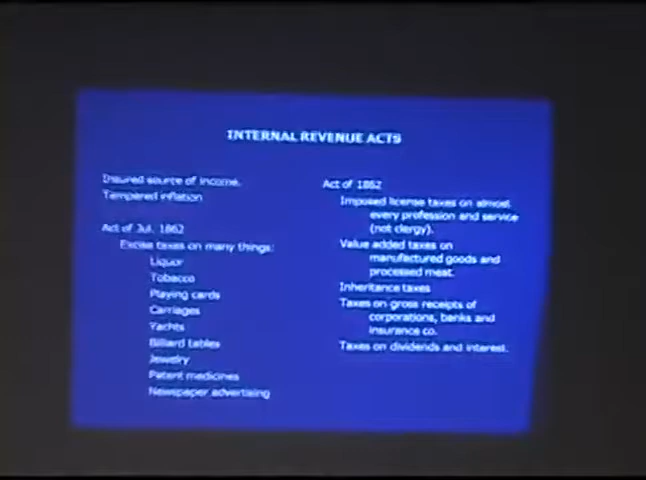 INTERNAL REVENUE ACTS
Insured source of income.
Tempered inflation
Act of Jul. 1862
Excise taxes on many things:
Liquor
Tobacco
Playing cards
Carriages
Yachts
Billiard tables
Jewelry
Patent medicines
Newspaper advertising
Act of 1862
Imposed license taxes on almost
every profession and service
(not clergy).
Value added taxes on
manufactured goods and
processed meat.
Inheritance taxes
Taxes on gross receipts of
corporations, banks and
insurance co.
Taxes on dividends and interest.